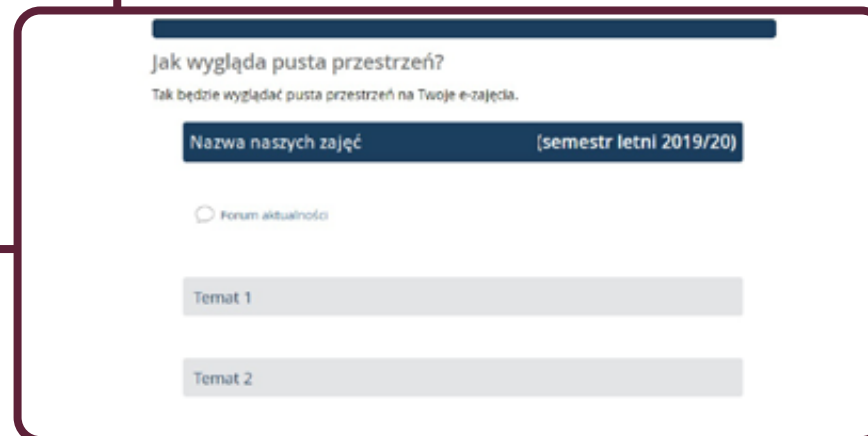 Jak wygląda pusta przestrzeń?
Tak będzie wyglądać pusta przestrzeń na Twoje e-zajęcia.
Nazwa naszych zajęć (semestr letni 2019/20)
Forum aktualności
Temat 1
Temat 2